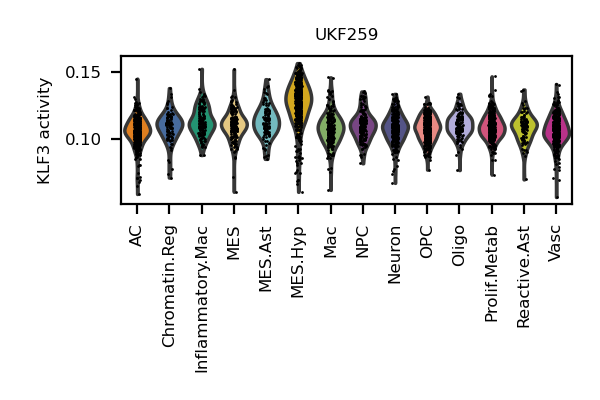 UKF259
KLF3 activity
0.15
0.10
AC
Chromatin.Reg
Inflammatory.Mac
MES
MES.Ast
MES.Hyp
Mac
NPC
Neuron
OPC
Oligo
Prolif.Metab
Reactive.Ast
Vasc